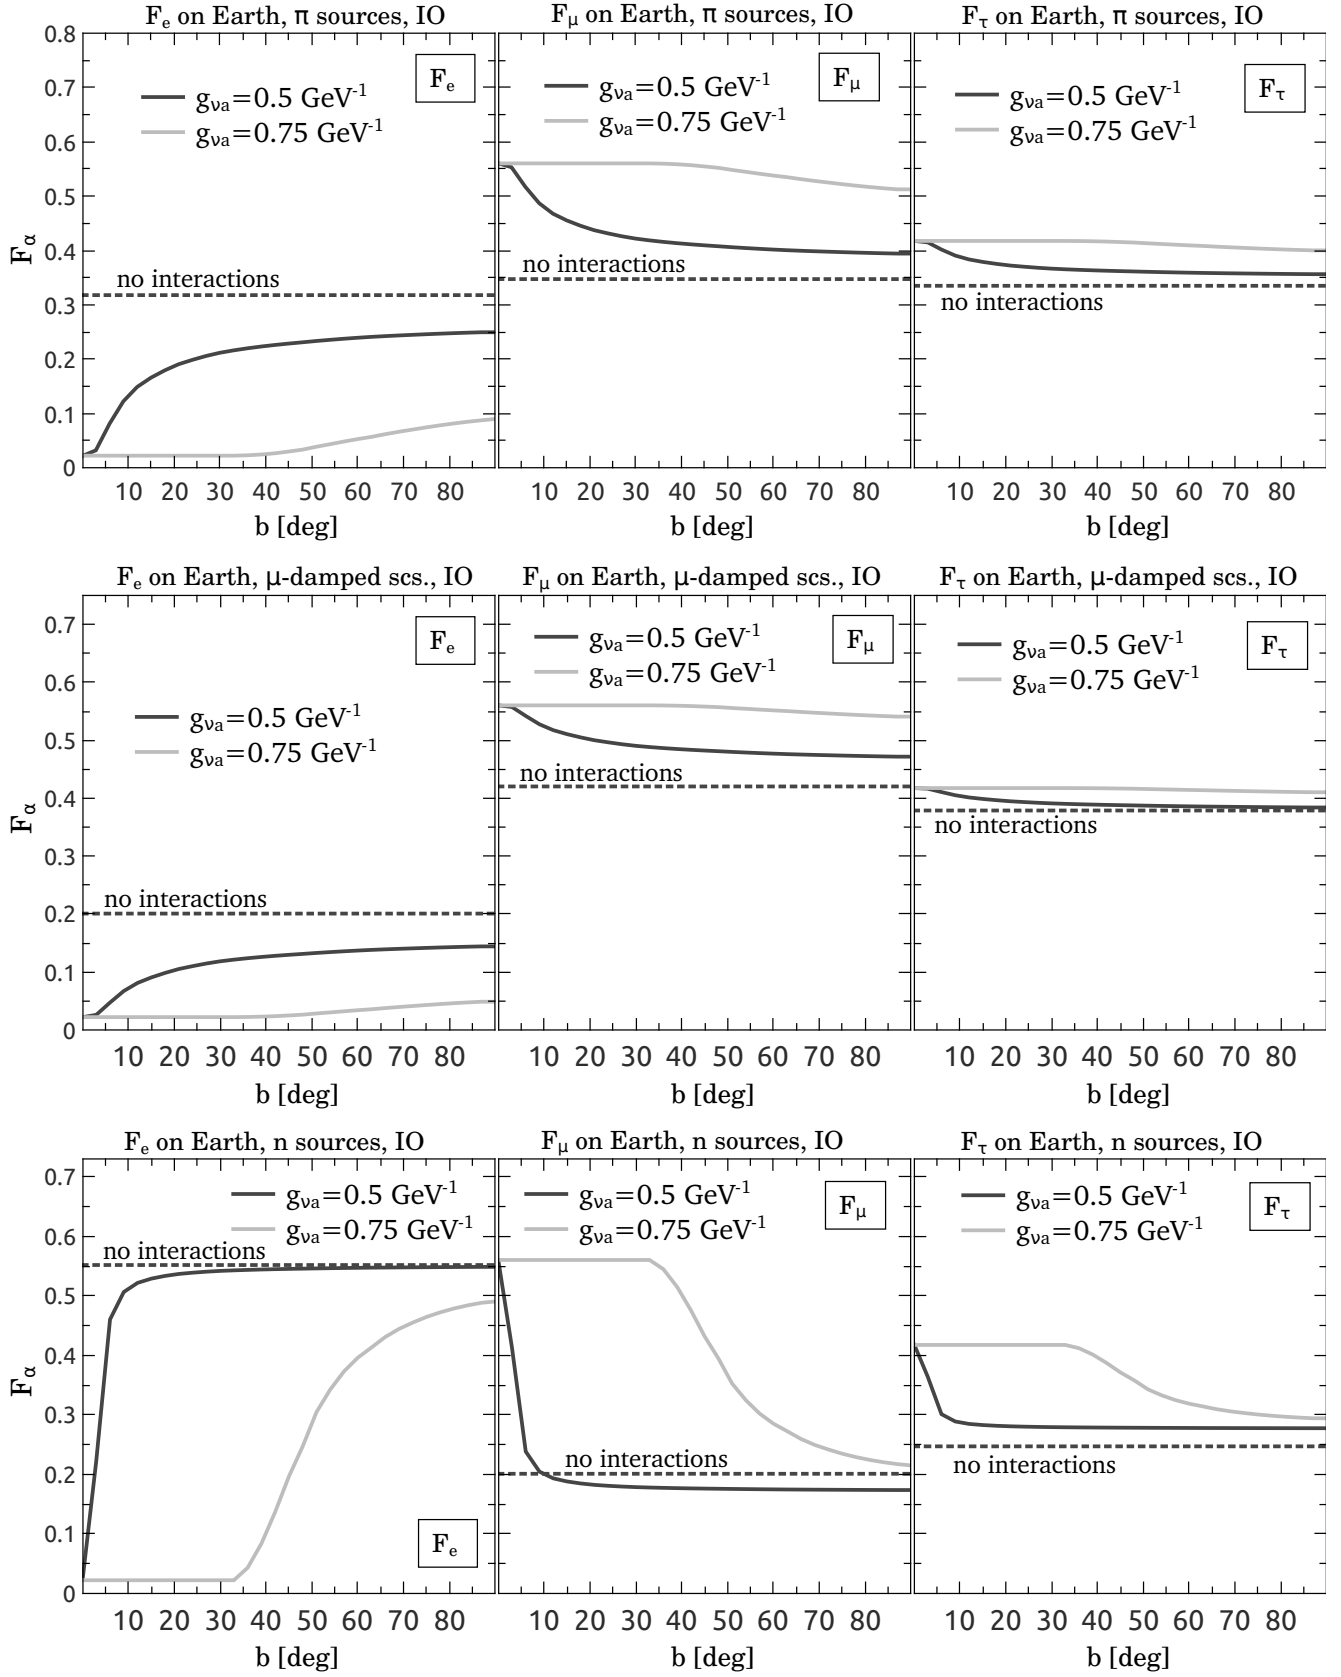 F_e on Earth, π sources, IO
F_μ on Earth, π sources, IO
F_τ on Earth, π sources, IO
0.8
0.7
0.6
0.5
0.4
0.3
0.2
0.1
0
F_α
F_e
g_νa=0.5 GeV^-1
g_νa=0.75 GeV^-1
no interactions
F_μ
g_νa=0.5 GeV^-1
g_νa=0.75 GeV^-1
no interactions
F_τ
g_νa=0.5 GeV^-1
g_νa=0.75 GeV^-1
no interactions
10 20 30 40 50 60 70 80
10 20 30 40 50 60 70 80
10 20 30 40 50 60 70 80
b [deg]
b [deg]
b [deg]
F_e on Earth, μ-damped scs., IO
F_μ on Earth, μ-damped scs., IO
F_τ on Earth, μ-damped scs., IO
0.7
0.6
0.5
0.4
0.3
0.2
0.1
0
F_α
F_e
g_νa=0.5 GeV^-1
g_νa=0.75 GeV^-1
no interactions
F_μ
g_νa=0.5 GeV^-1
g_νa=0.75 GeV^-1
no interactions
F_τ
g_νa=0.5 GeV^-1
g_νa=0.75 GeV^-1
no interactions
10 20 30 40 50 60 70 80
10 20 30 40 50 60 70 80
10 20 30 40 50 60 70 80
b [deg]
b [deg]
b [deg]
F_e on Earth, n sources, IO
F_μ on Earth, n sources, IO
F_τ on Earth, n sources, IO
0.7
0.6
0.5
0.4
0.3
0.2
0.1
0
F_α
g_νa=0.5 GeV^-1
g_νa=0.75 GeV^-1
no interactions
F_e
F_μ
g_νa=0.5 GeV^-1
g_νa=0.75 GeV^-1
no interactions
F_τ
g_νa=0.5 GeV^-1
g_νa=0.75 GeV^-1
no interactions
10 20 30 40 50 60 70 80
10 20 30 40 50 60 70 80
10 20 30 40 50 60 70 80
b [deg]
b [deg]
b [deg]